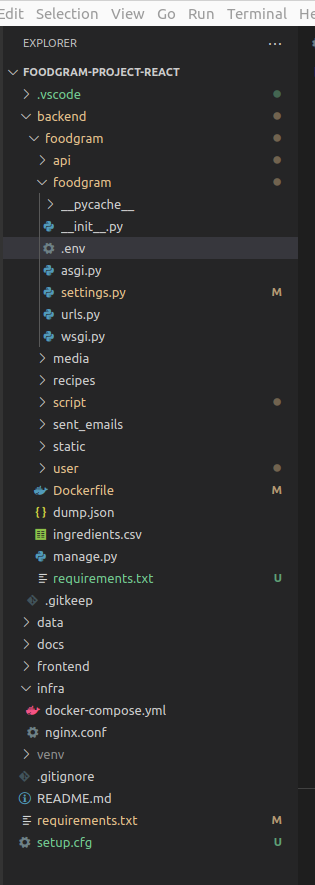 Edit Selection View Go Run Terminal He
EXPLORER ...
FOODGRAM-PROJECT-REACT
.vscode
backend
foodgram
api
foodgram
__pycache__
__init__.py
.env
asgi.py
settings.py M
urls.py
wsgi.py
media
recipes
script
sent_emails
static
user
Dockerfile M
dump.json
ingredients.csv
manage.py
requirements.txt U
.gitkeep
data
docs
frontend
infra
docker-compose.yml
nginx.conf
venv
.gitignore
README.md
requirements.txt M
setup.cfg U